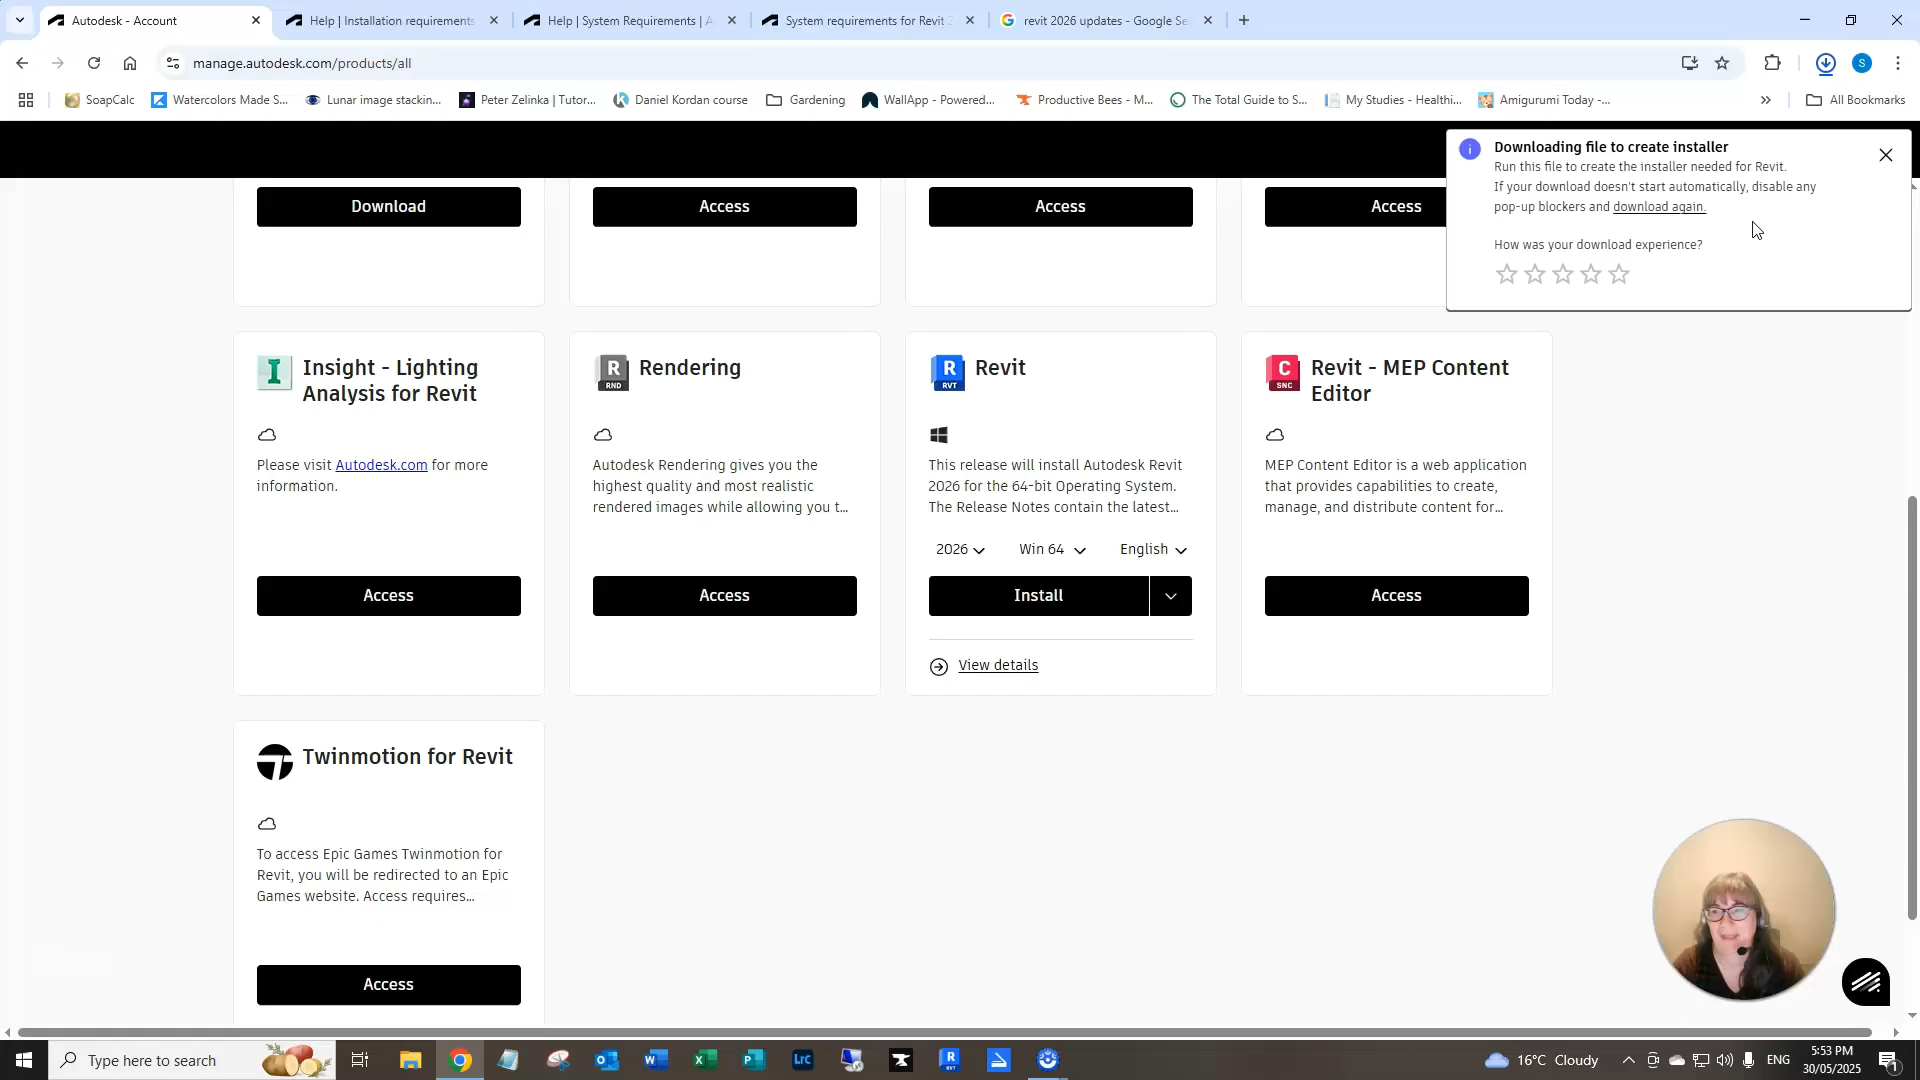 Autodesk - Account
Help | Installation requirements
Help | System Requirements | A
System requirements for Revit 2
revit 2026 updates - Google Se
manage.autodesk.com/products/all
S
SoapCalc
Watercolors Made S...
Lunar image stackin...
Peter Zelinka | Tutor...
Daniel Kordan course
Gardening
WallApp - Powered...
Productive Bees - M...
The Total Guide to S...
My Studies - Healthi...
Amigurumi Today -...
All Bookmarks
Downloading file to create installer
Run this file to create the installer needed for Revit.
If your download doesn't start automatically, disable any
pop-up blockers and download again.
How was your download experience?
Download
Access
Access
Access
Insight - Lighting
Analysis for Revit
Please visit Autodesk.com for more
information.
Access
R
RND
Rendering
Autodesk Rendering gives you the
highest quality and most realistic
rendered images while allowing you t...
Access
R
RVT
Revit
This release will install Autodesk Revit
2026 for the 64-bit Operating System.
The Release Notes contain the latest...
2026
Win 64
English
Install
View details
C
SNC
Revit - MEP Content
Editor
MEP Content Editor is a web application
that provides capabilities to create,
manage, and distribute content for...
Access
Twinmotion for Revit
To access Epic Games Twinmotion for
Revit, you will be redirected to an Epic
Games website. Access requires...
Access
Type here to search
Lrc
16°C Cloudy
ENG
5:53 PM
30/05/2025
1